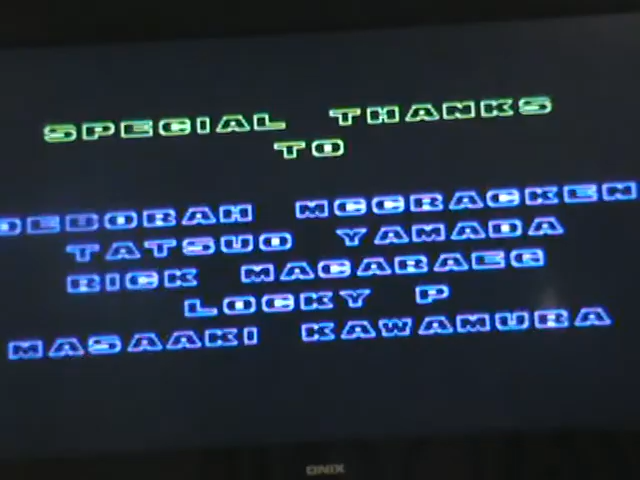 SPECIAL THANKS
TO
DEBORAH MCCRACKEN
TATSUO YAMADA
RICK MACARAEG
LOCKY P
MASAAKI KAWAMURA
ONIX